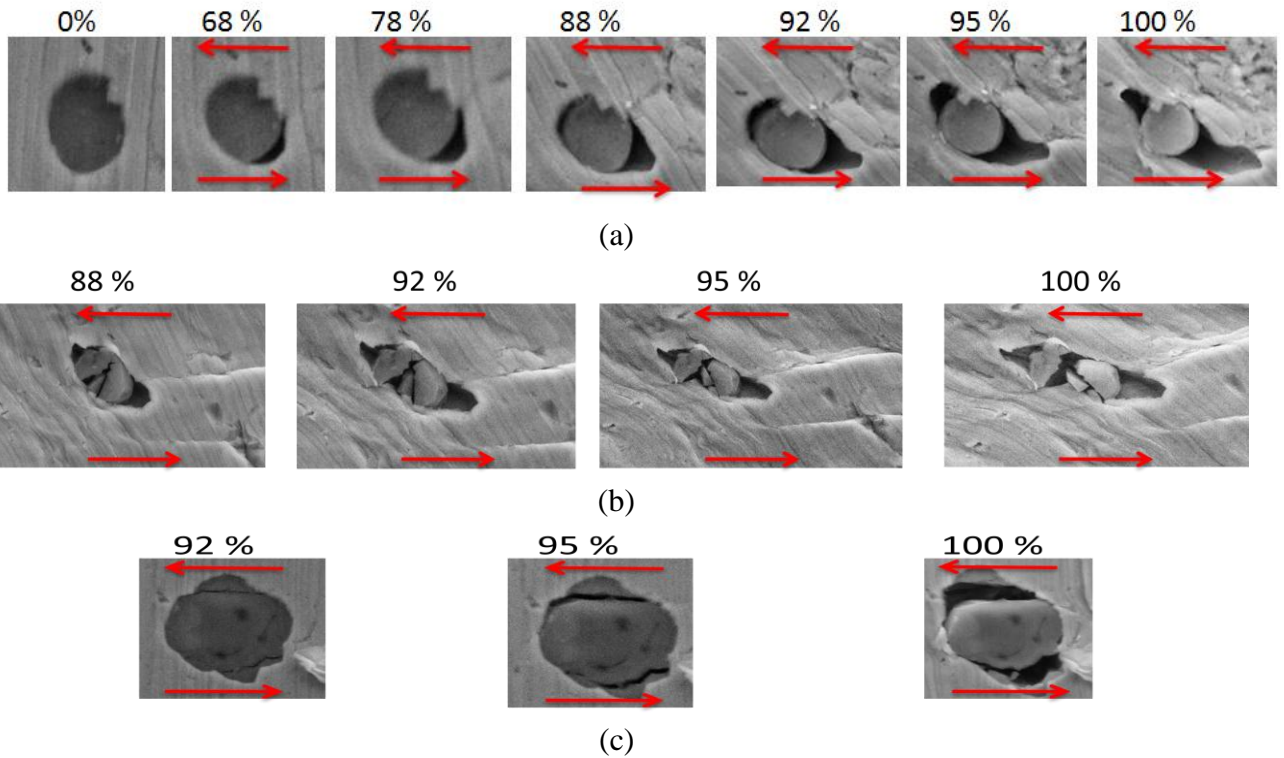 0% 68 % 78 % 88 % 92 % 95 % 100 %
(a)
88 % 92 % 95 % 100 %
(b)
92 % 95 % 100 %
(c)